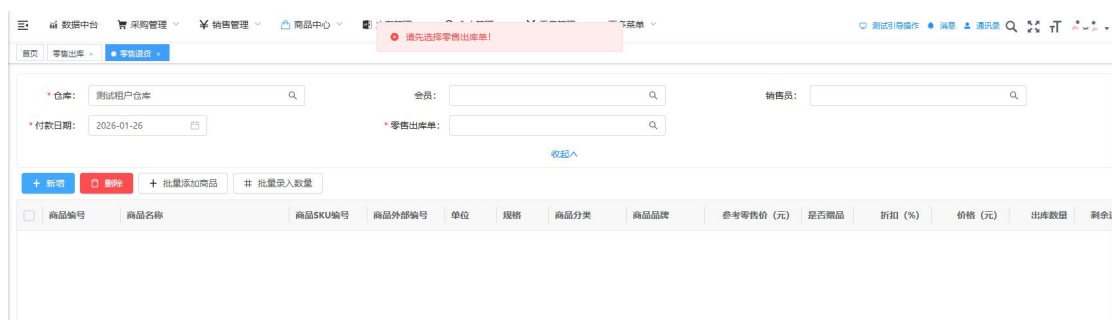 数据中台 采购管理 ¥ 销售管理 商品中心 菜单
请先选择零售出库单！
测试引导操作 消息 通讯录
首页 零售出库 × 零售退货 ×
* 仓库： 测试租户仓库 会员： 销售员：
* 付款日期： 2026-01-26 * 零售出库单：
收起
+ 新增 删除 + 批量添加商品 # 批量录入数量
商品编号 商品名称 商品SKU编号 商品外部编号 单位 规格 商品分类 商品品牌 参考零售价（元） 是否赠品 折扣（%） 价格（元） 出库数量 剩余